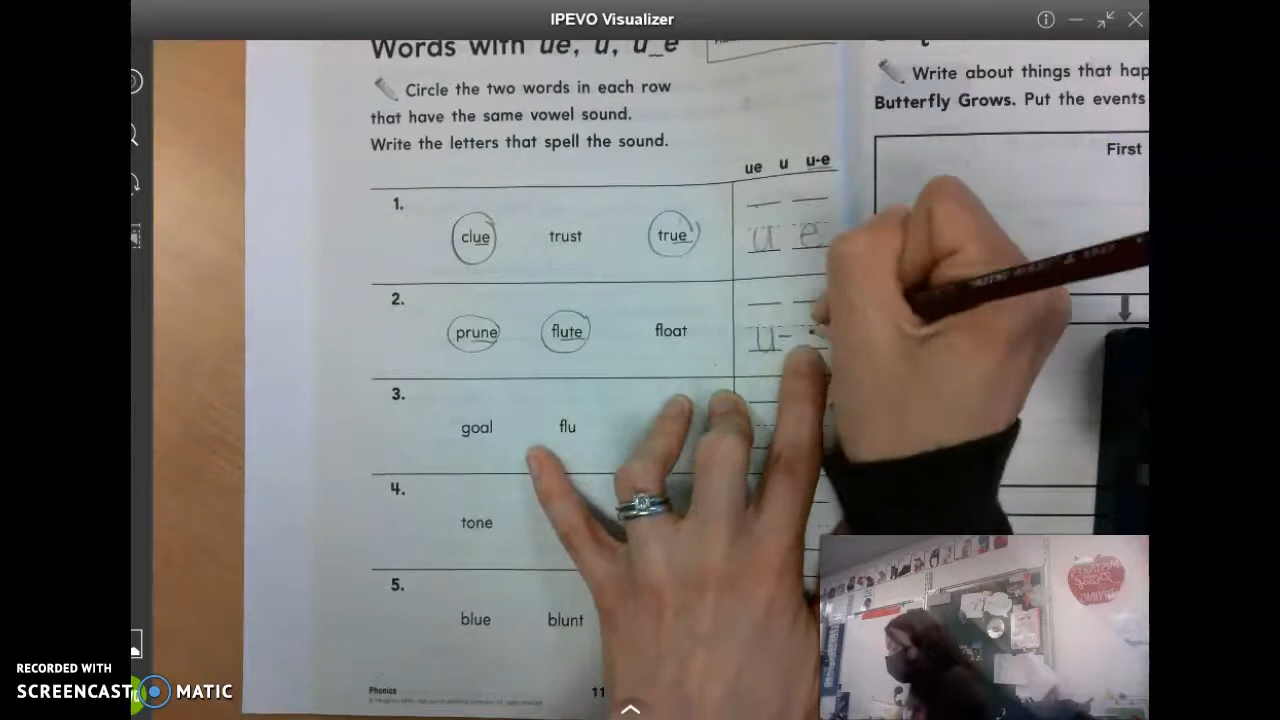 IPEVO Visualizer
Words with ue, u, u_e
Circle the two words in each row
that have the same vowel sound.
Write the letters that spell the sound.
ue u u-e
1.
clue trust true
u e
2.
prune flute float
u-
3.
goal flu
4.
tone
5.
blue blunt
Phonics
11
Write about things that hap
Butterfly Grows. Put the events
First
RECORDED WITH
SCREENCAST MATIC